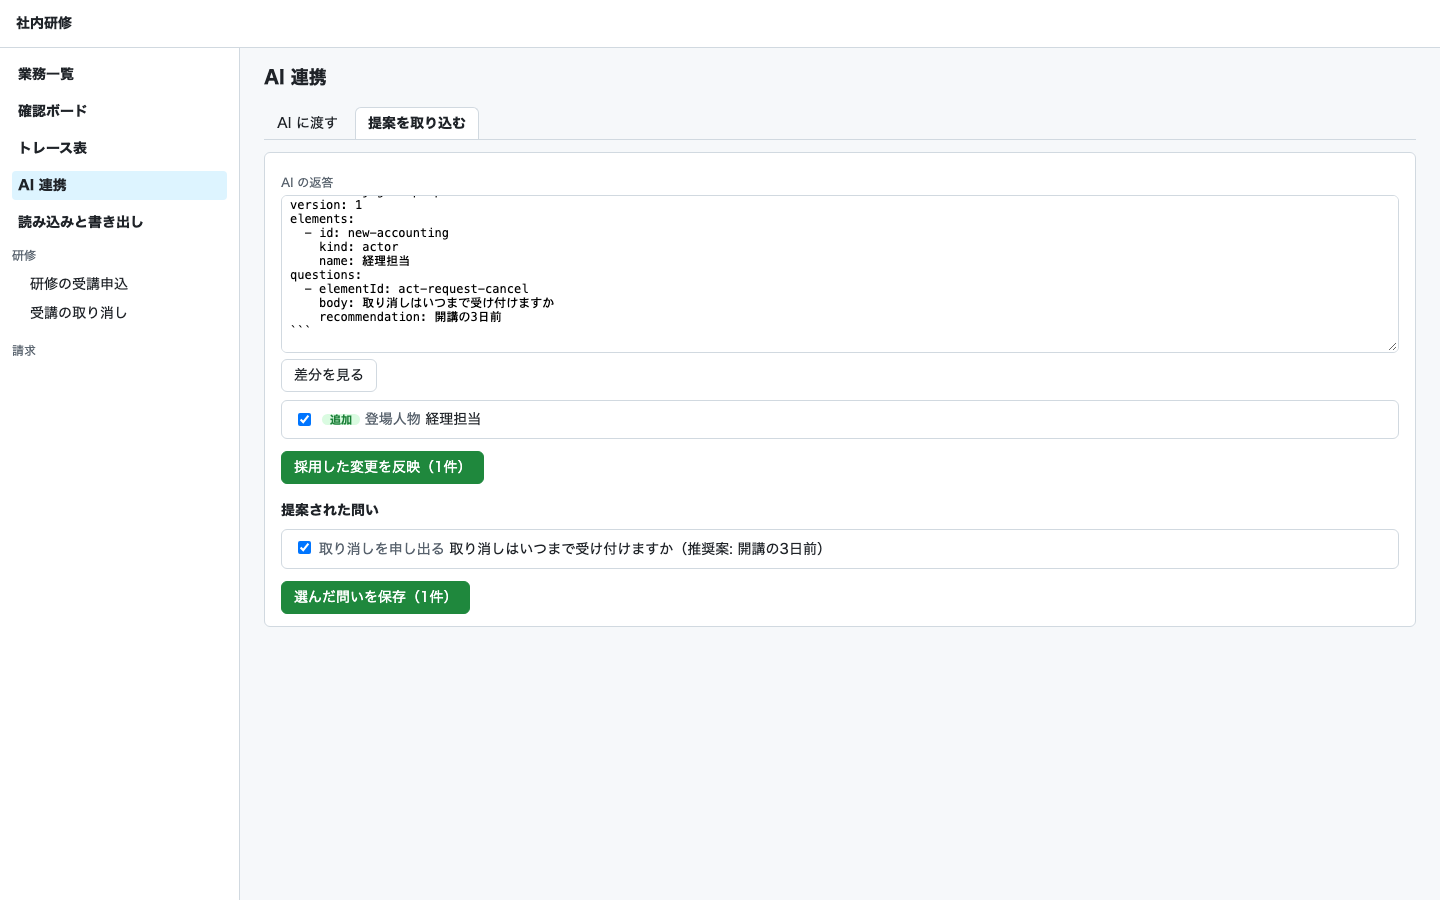 社内研修
業務一覧
確認ボード
トレース表
AI 連携
読み込みと書き出し
研修
研修の受講申込
受講の取り消し
請求
AI 連携
AI に渡す
提案を取り込む
AI の返答
version: 1
elements:
  - id: new-accounting
    kind: actor
    name: 経理担当
questions:
  - elementId: act-request-cancel
    body: 取り消しはいつまで受け付けますか
    recommendation: 開講の3日前
```
差分を見る
追加 登場人物 経理担当
採用した変更を反映（1件）
提案された問い
取り消しを申し出る 取り消しはいつまで受け付けますか（推奨案: 開講の3日前）
選んだ問いを保存（1件）